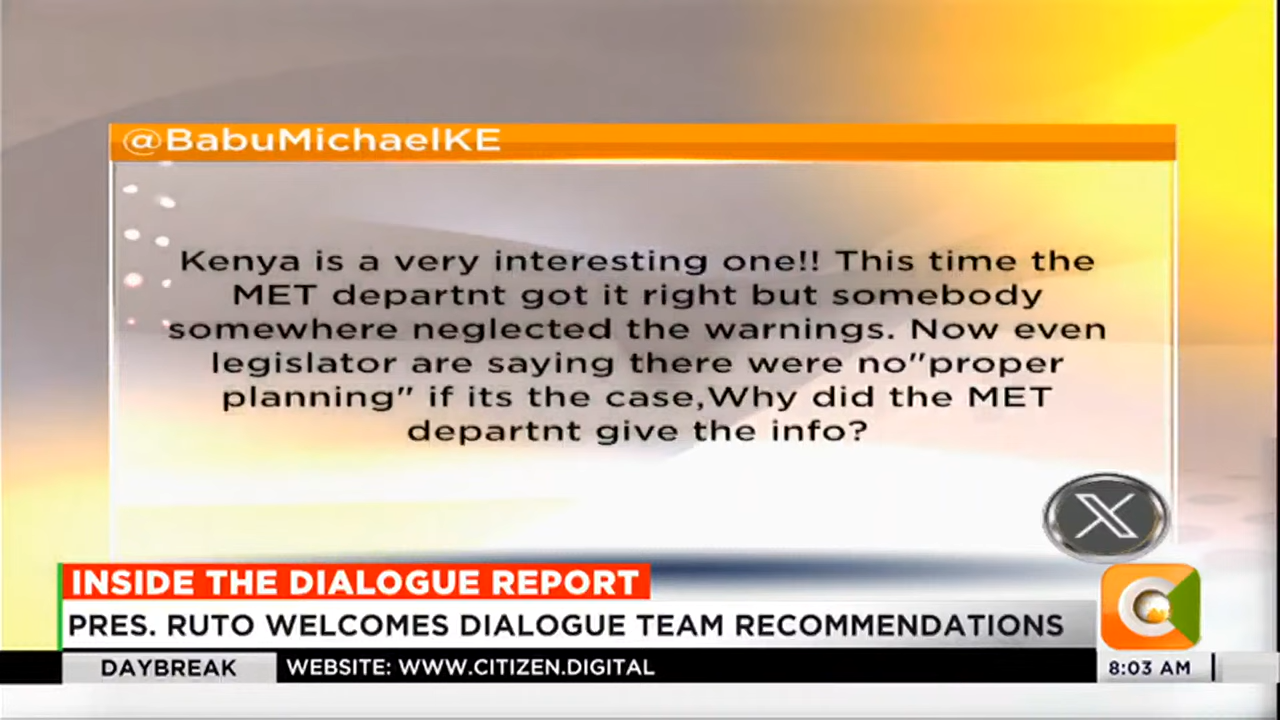 @BabuMichaelKE
Kenya is a very interesting one!! This time the
MET departnt got it right but somebody
somewhere neglected the warnings. Now even
legislator are saying there were no"proper
planning" if its the case,Why did the MET
departnt give the info?
INSIDE THE DIALOGUE REPORT
PRES. RUTO WELCOMES DIALOGUE TEAM RECOMMENDATIONS
DAYBREAK
WEBSITE: WWW.CITIZEN.DIGITAL
8:03 AM